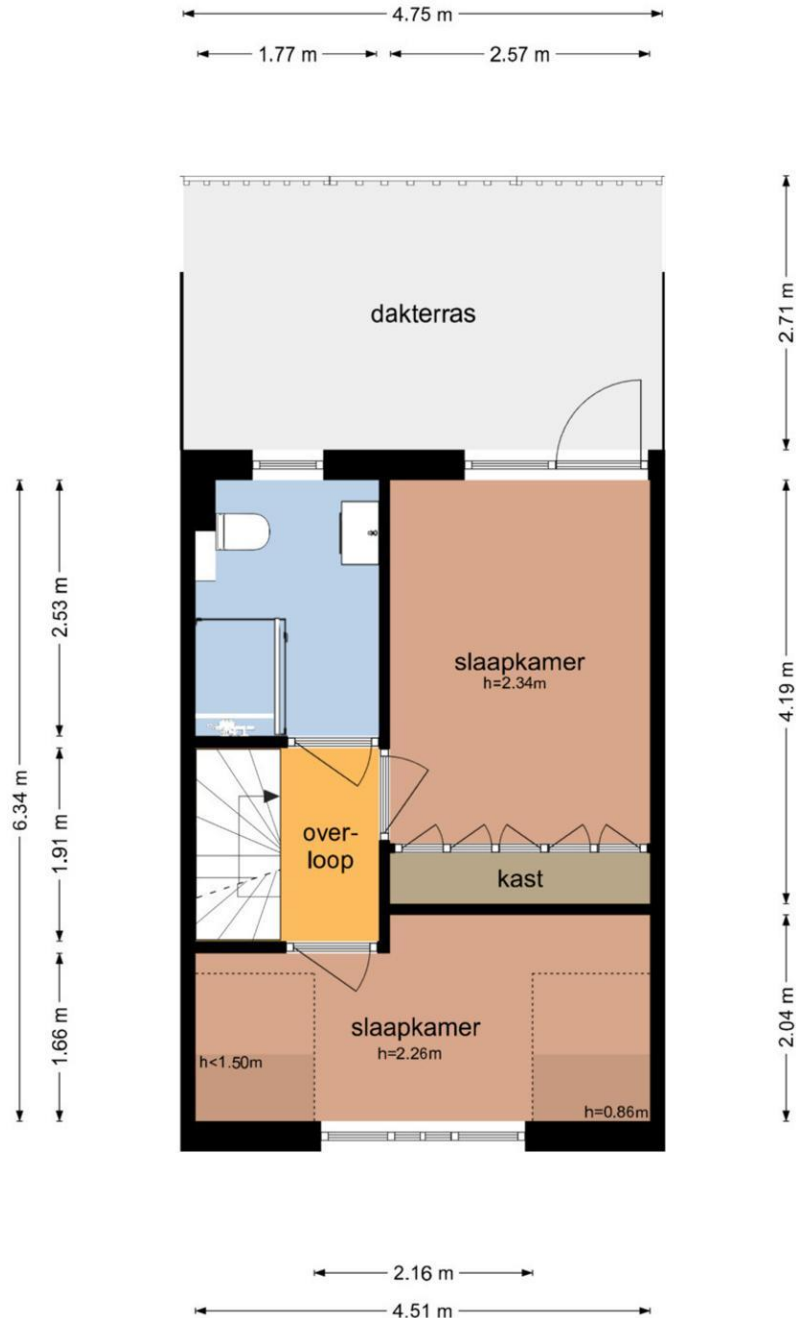 4.75 m
1.77 m
2.57 m
2.71 m
dakterras
2.53 m
slaapkamer
h=2.34m
4.19 m
6.34 m
1.91 m
over-
loop
kast
1.66 m
slaapkamer
h=2.26m
2.04 m
h<1.50m
h=0.86m
2.16 m
4.51 m